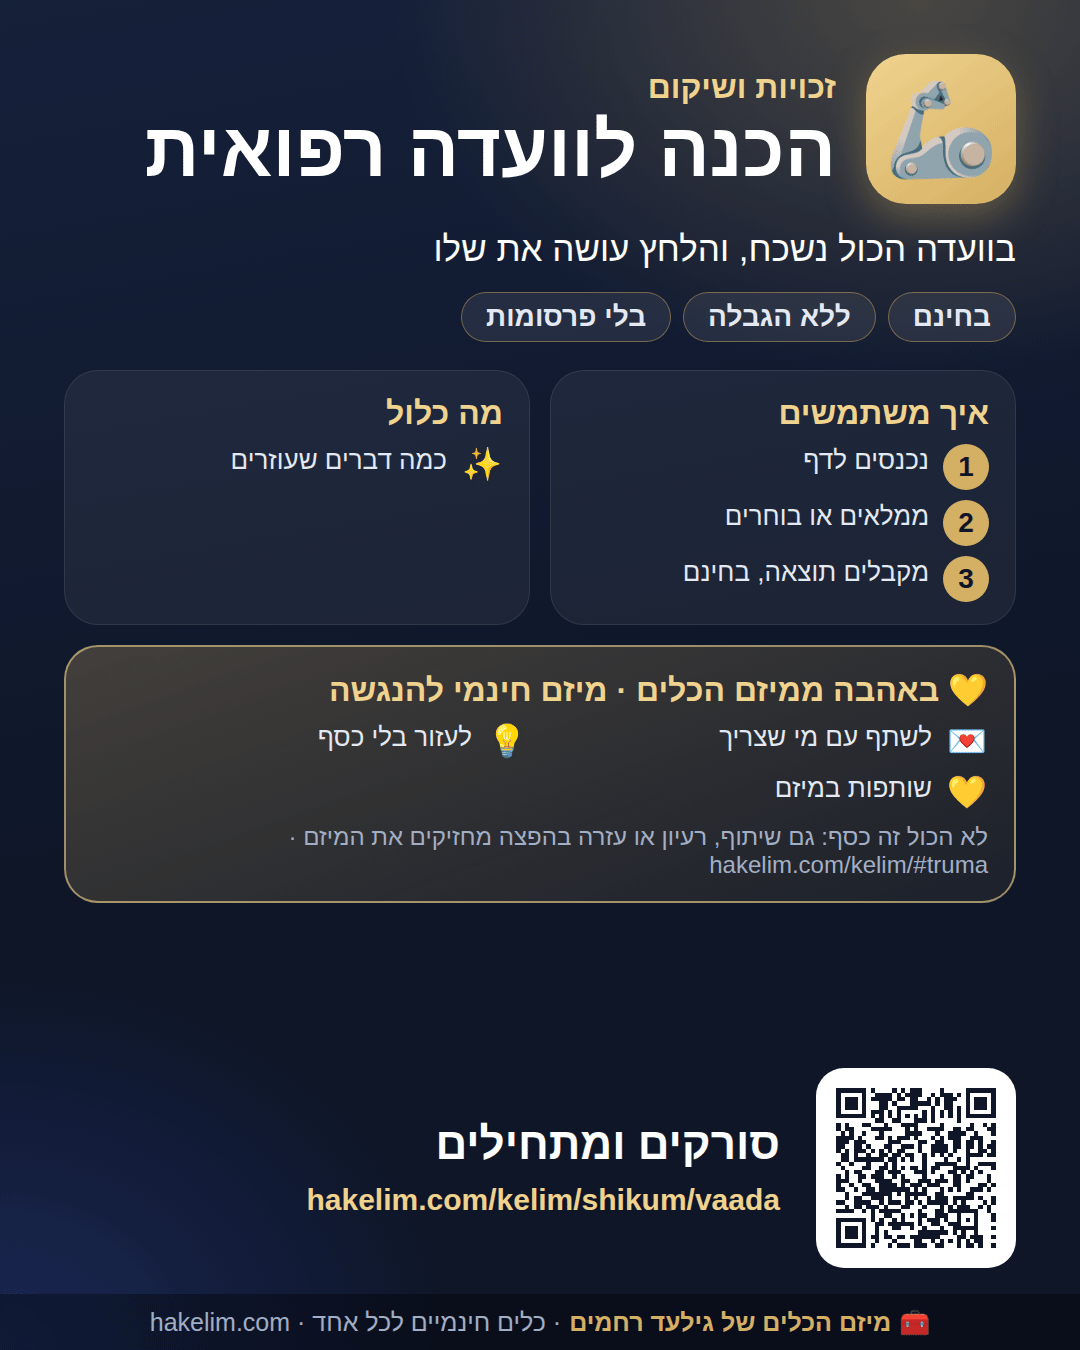 זכויות ושיקום
הכנה לוועדה רפואית
בוועדה הכול נשכח, והלחץ עושה את שלו
בחינם
ללא הגבלה
בלי פרסומות
איך משתמשים
1 נכנסים לדף
2 ממלאים או בוחרים
3 מקבלים תוצאה, בחינם
מה כלול
✨ כמה דברים שעוזרים
💛 באהבה ממיזם הכלים · מיזם חינמי להנגשה
💌 לשתף עם מי שצריך
💡 לעזור בלי כסף
💛 שותפות במיזם
לא הכול זה כסף: גם שיתוף, רעיון או עזרה בהפצה מחזיקים את המיזם ·
hakelim.com/kelim/#truma
סורקים ומתחילים
hakelim.com/kelim/shikum/vaada
🧰 מיזם הכלים של גילעד רחמים · כלים חינמיים לכל אחד · hakelim.com